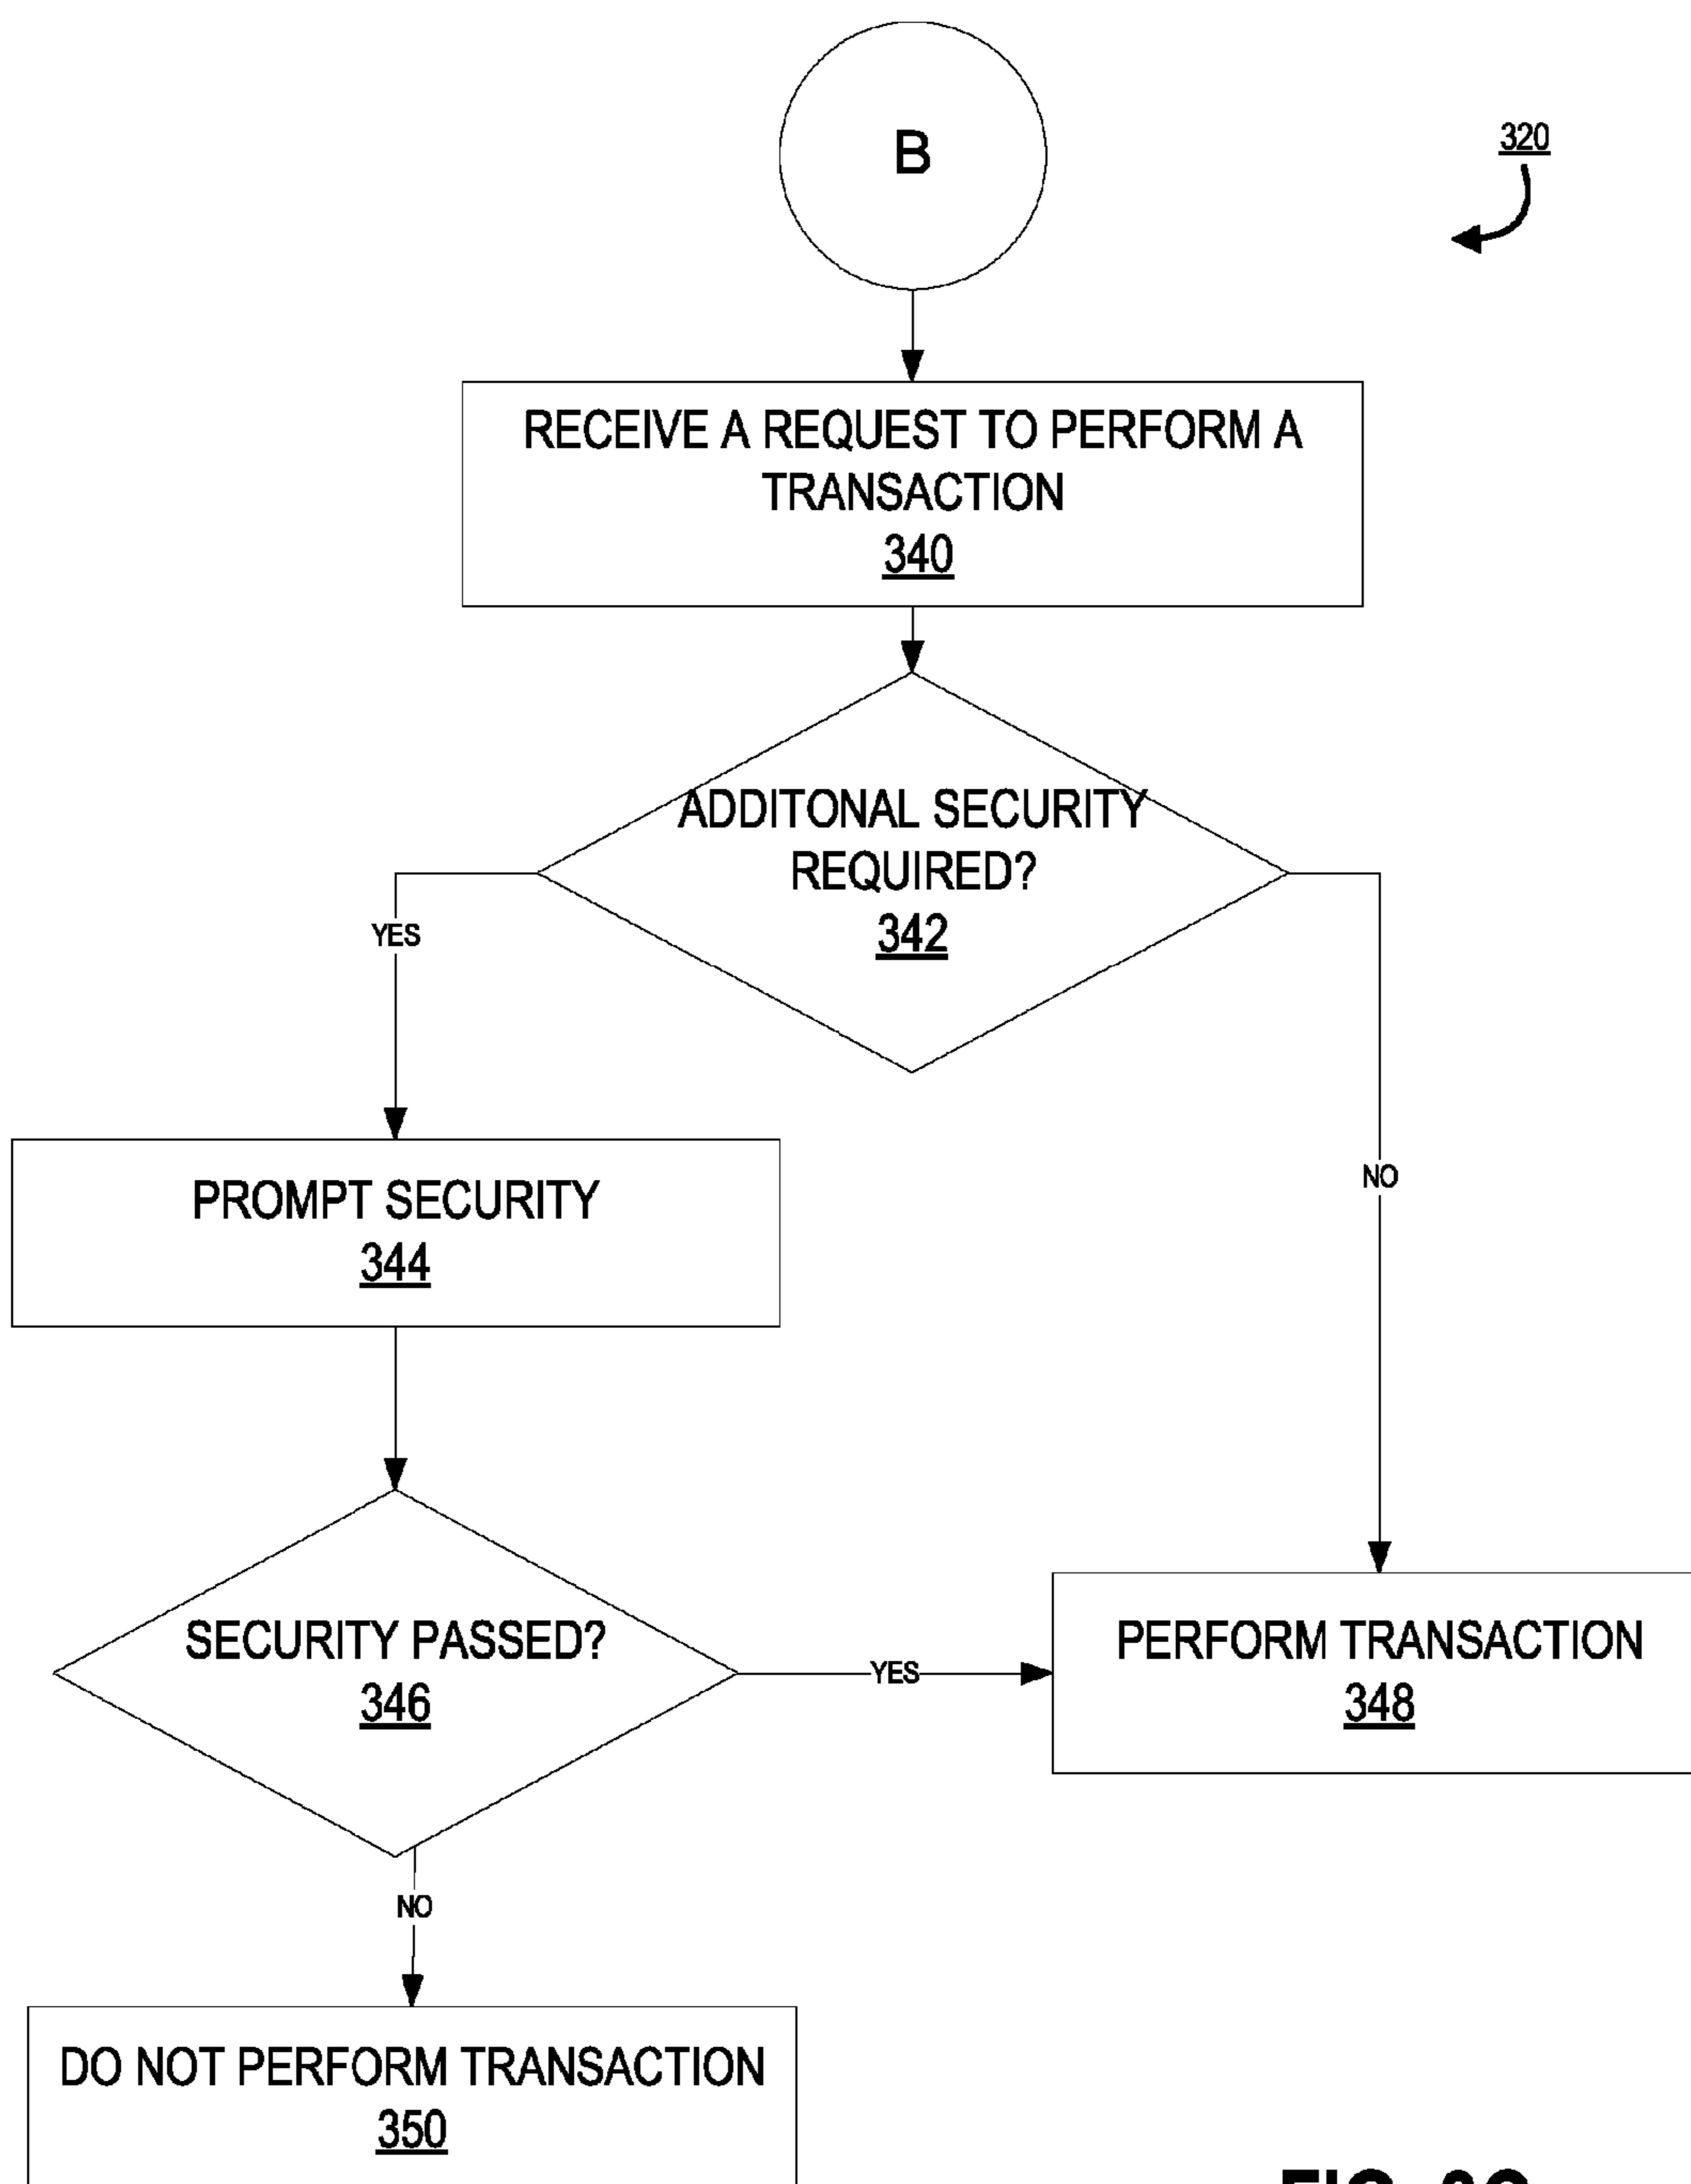 B
320
RECEIVE A REQUEST TO PERFORM A
TRANSACTION
340
ADDITONAL SECURITY
REQUIRED?
342
YES
NO
PROMPT SECURITY
344
SECURITY PASSED?
346
YES
PERFORM TRANSACTION
348
NO
DO NOT PERFORM TRANSACTION
350